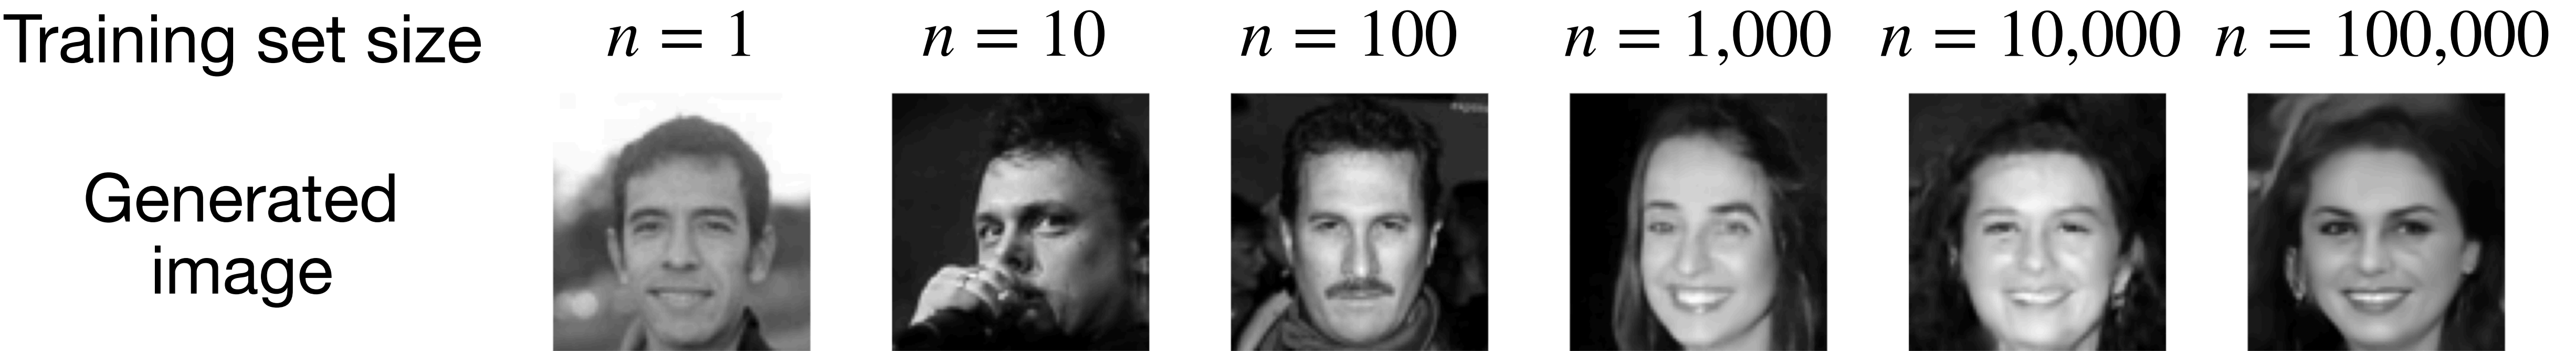 Training set size n = 1 n = 10 n = 100 n = 1,000 n = 10,000 n = 100,000
Generated
image